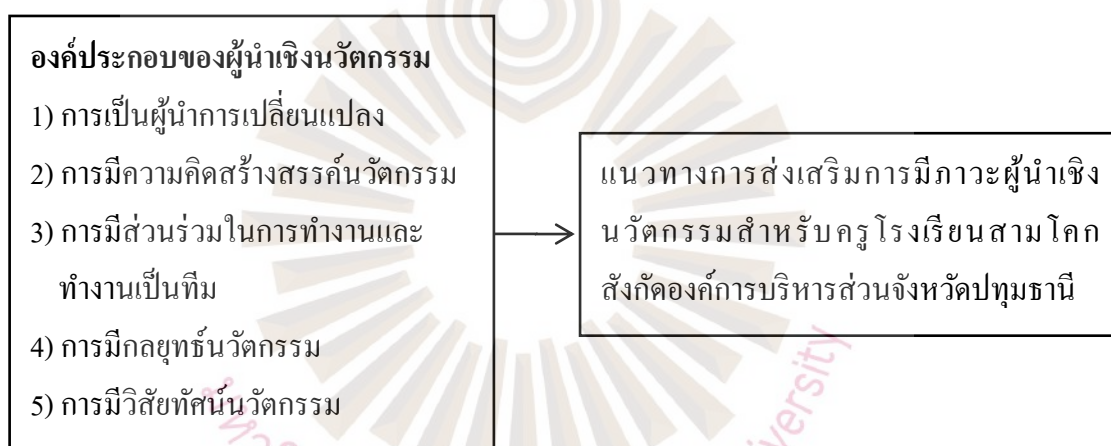 องค์ประกอบของผู้นำเชิงนวัตกรรม
1) การเป็นผู้นำการเปลี่ยนแปลง
2) การมีความคิดสร้างสรรค์นวัตกรรม
3) การมีส่วนร่วมในการทำงานและ
ทำงานเป็นทีม
4) การมีกลยุทธ์นวัตกรรม
5) การมีวิสัยทัศน์นวัตกรรม
แนวทางการส่งเสริมการมีภาวะผู้นำเชิง
นวัตกรรมสำหรับครูโรงเรียนสามโคก
สังกัดองค์การบริหารส่วนจังหวัดปทุมธานี